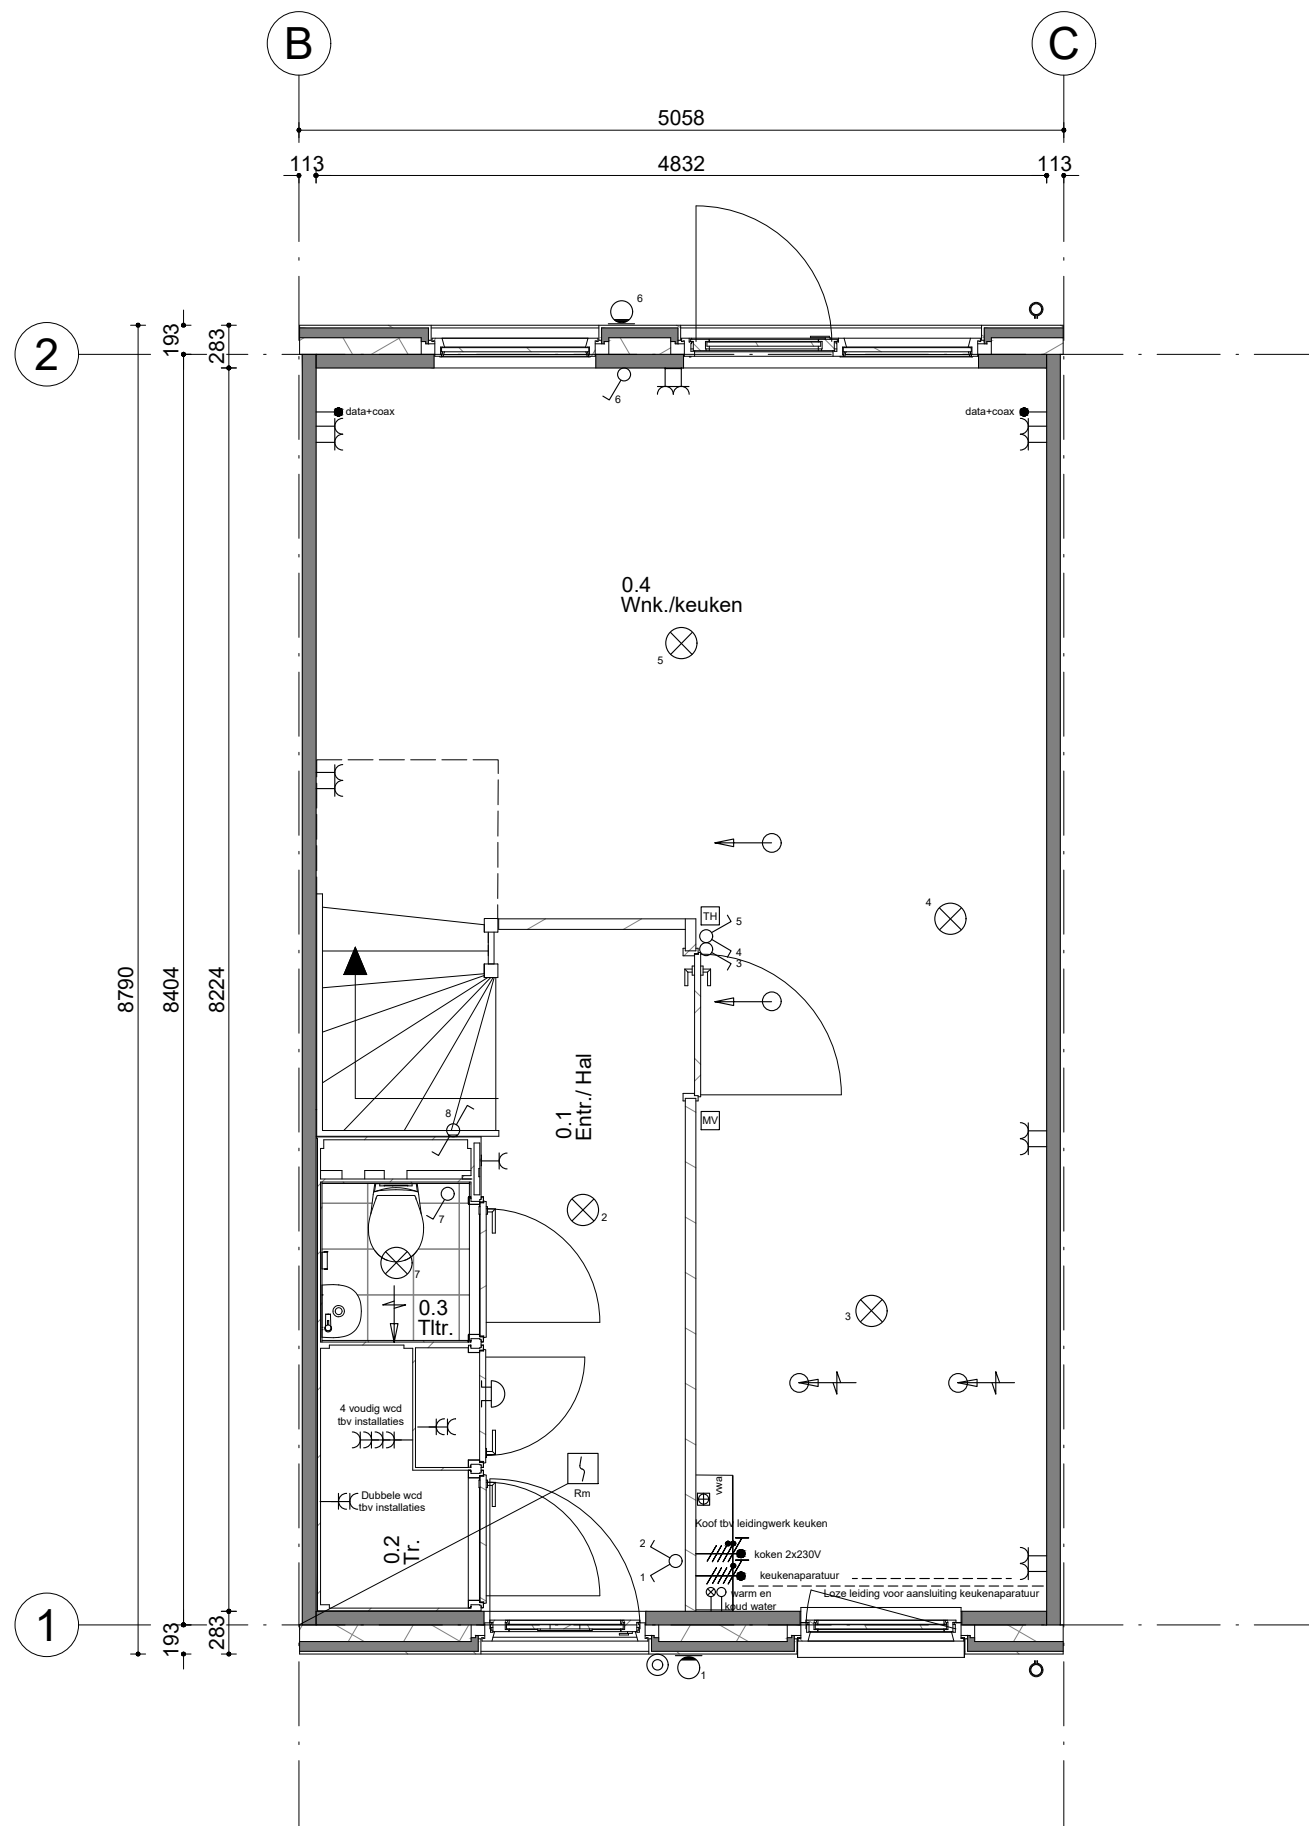 B
C
5058
113
4832
113
6
2
193
283
6
data+coax
data+coax
0.4
Wnk./keuken
5
4
TH
5
4
3
8790
8404
8224
0.1
Entr./ Hal
8
MV
7
2
7
0.3
Tltr.
3
4 voudig wcd
tbv installaties
Rm
vwa
Dubbele wcd
tbv installaties
Koof tbv leidingwerk keuken
0.2
Tr.
2
koken 2x230V
1
keukenaparatuur
warm en
koud water
Loze leiding voor aansluiting keukenaparatuur
1
193
283
1